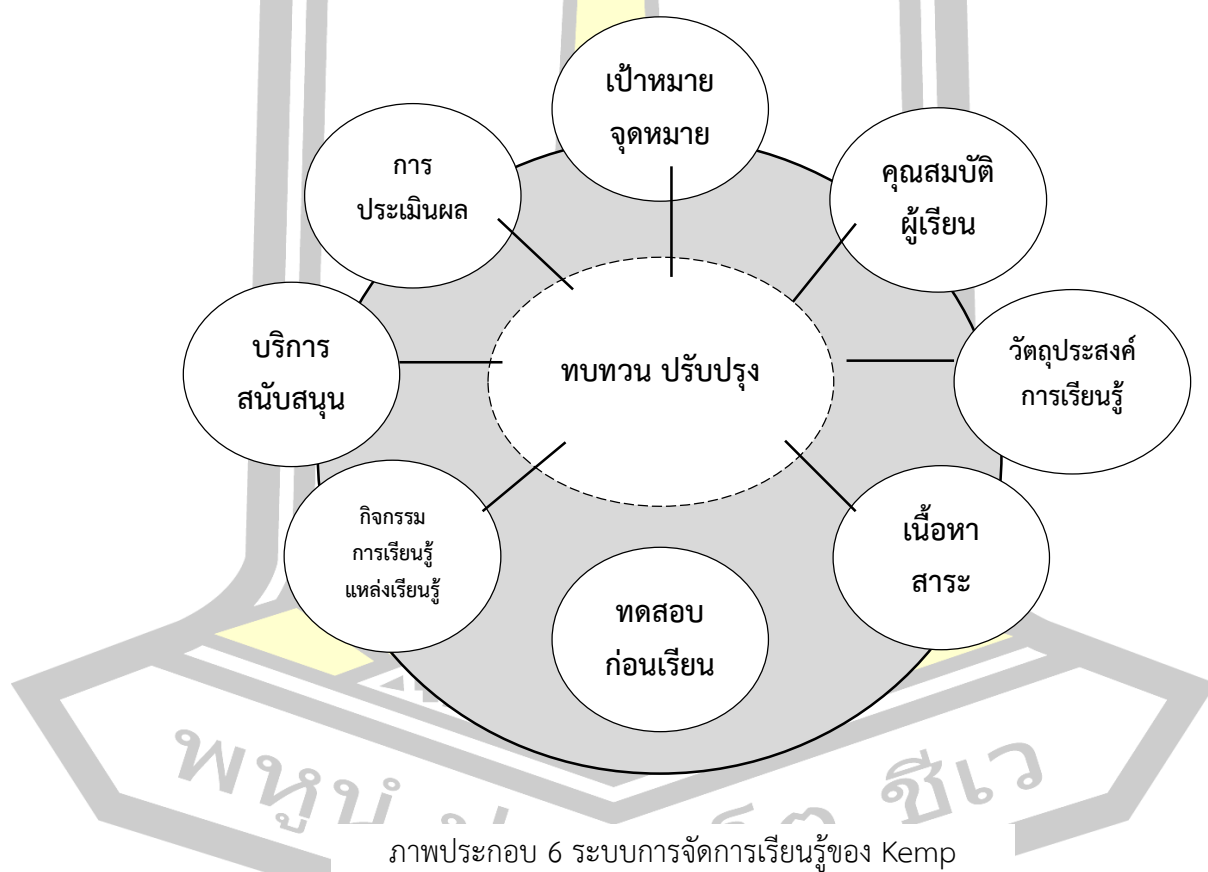 เป้าหมาย
จุดหมาย
คุณสมบัติ
ผู้เรียน
วัตถุประสงค์
การเรียนรู้
เนื้อหา
สาระ
ทดสอบ
ก่อนเรียน
กิจกรรม
การเรียนรู้
แหล่งเรียนรู้
บริการ
สนับสนุน
การ
ประเมินผล
ทบทวน ปรับปรุง
พหูนํ
ชีเว
ภาพประกอบ 6 ระบบการจัดการเรียนรู้ของ Kemp